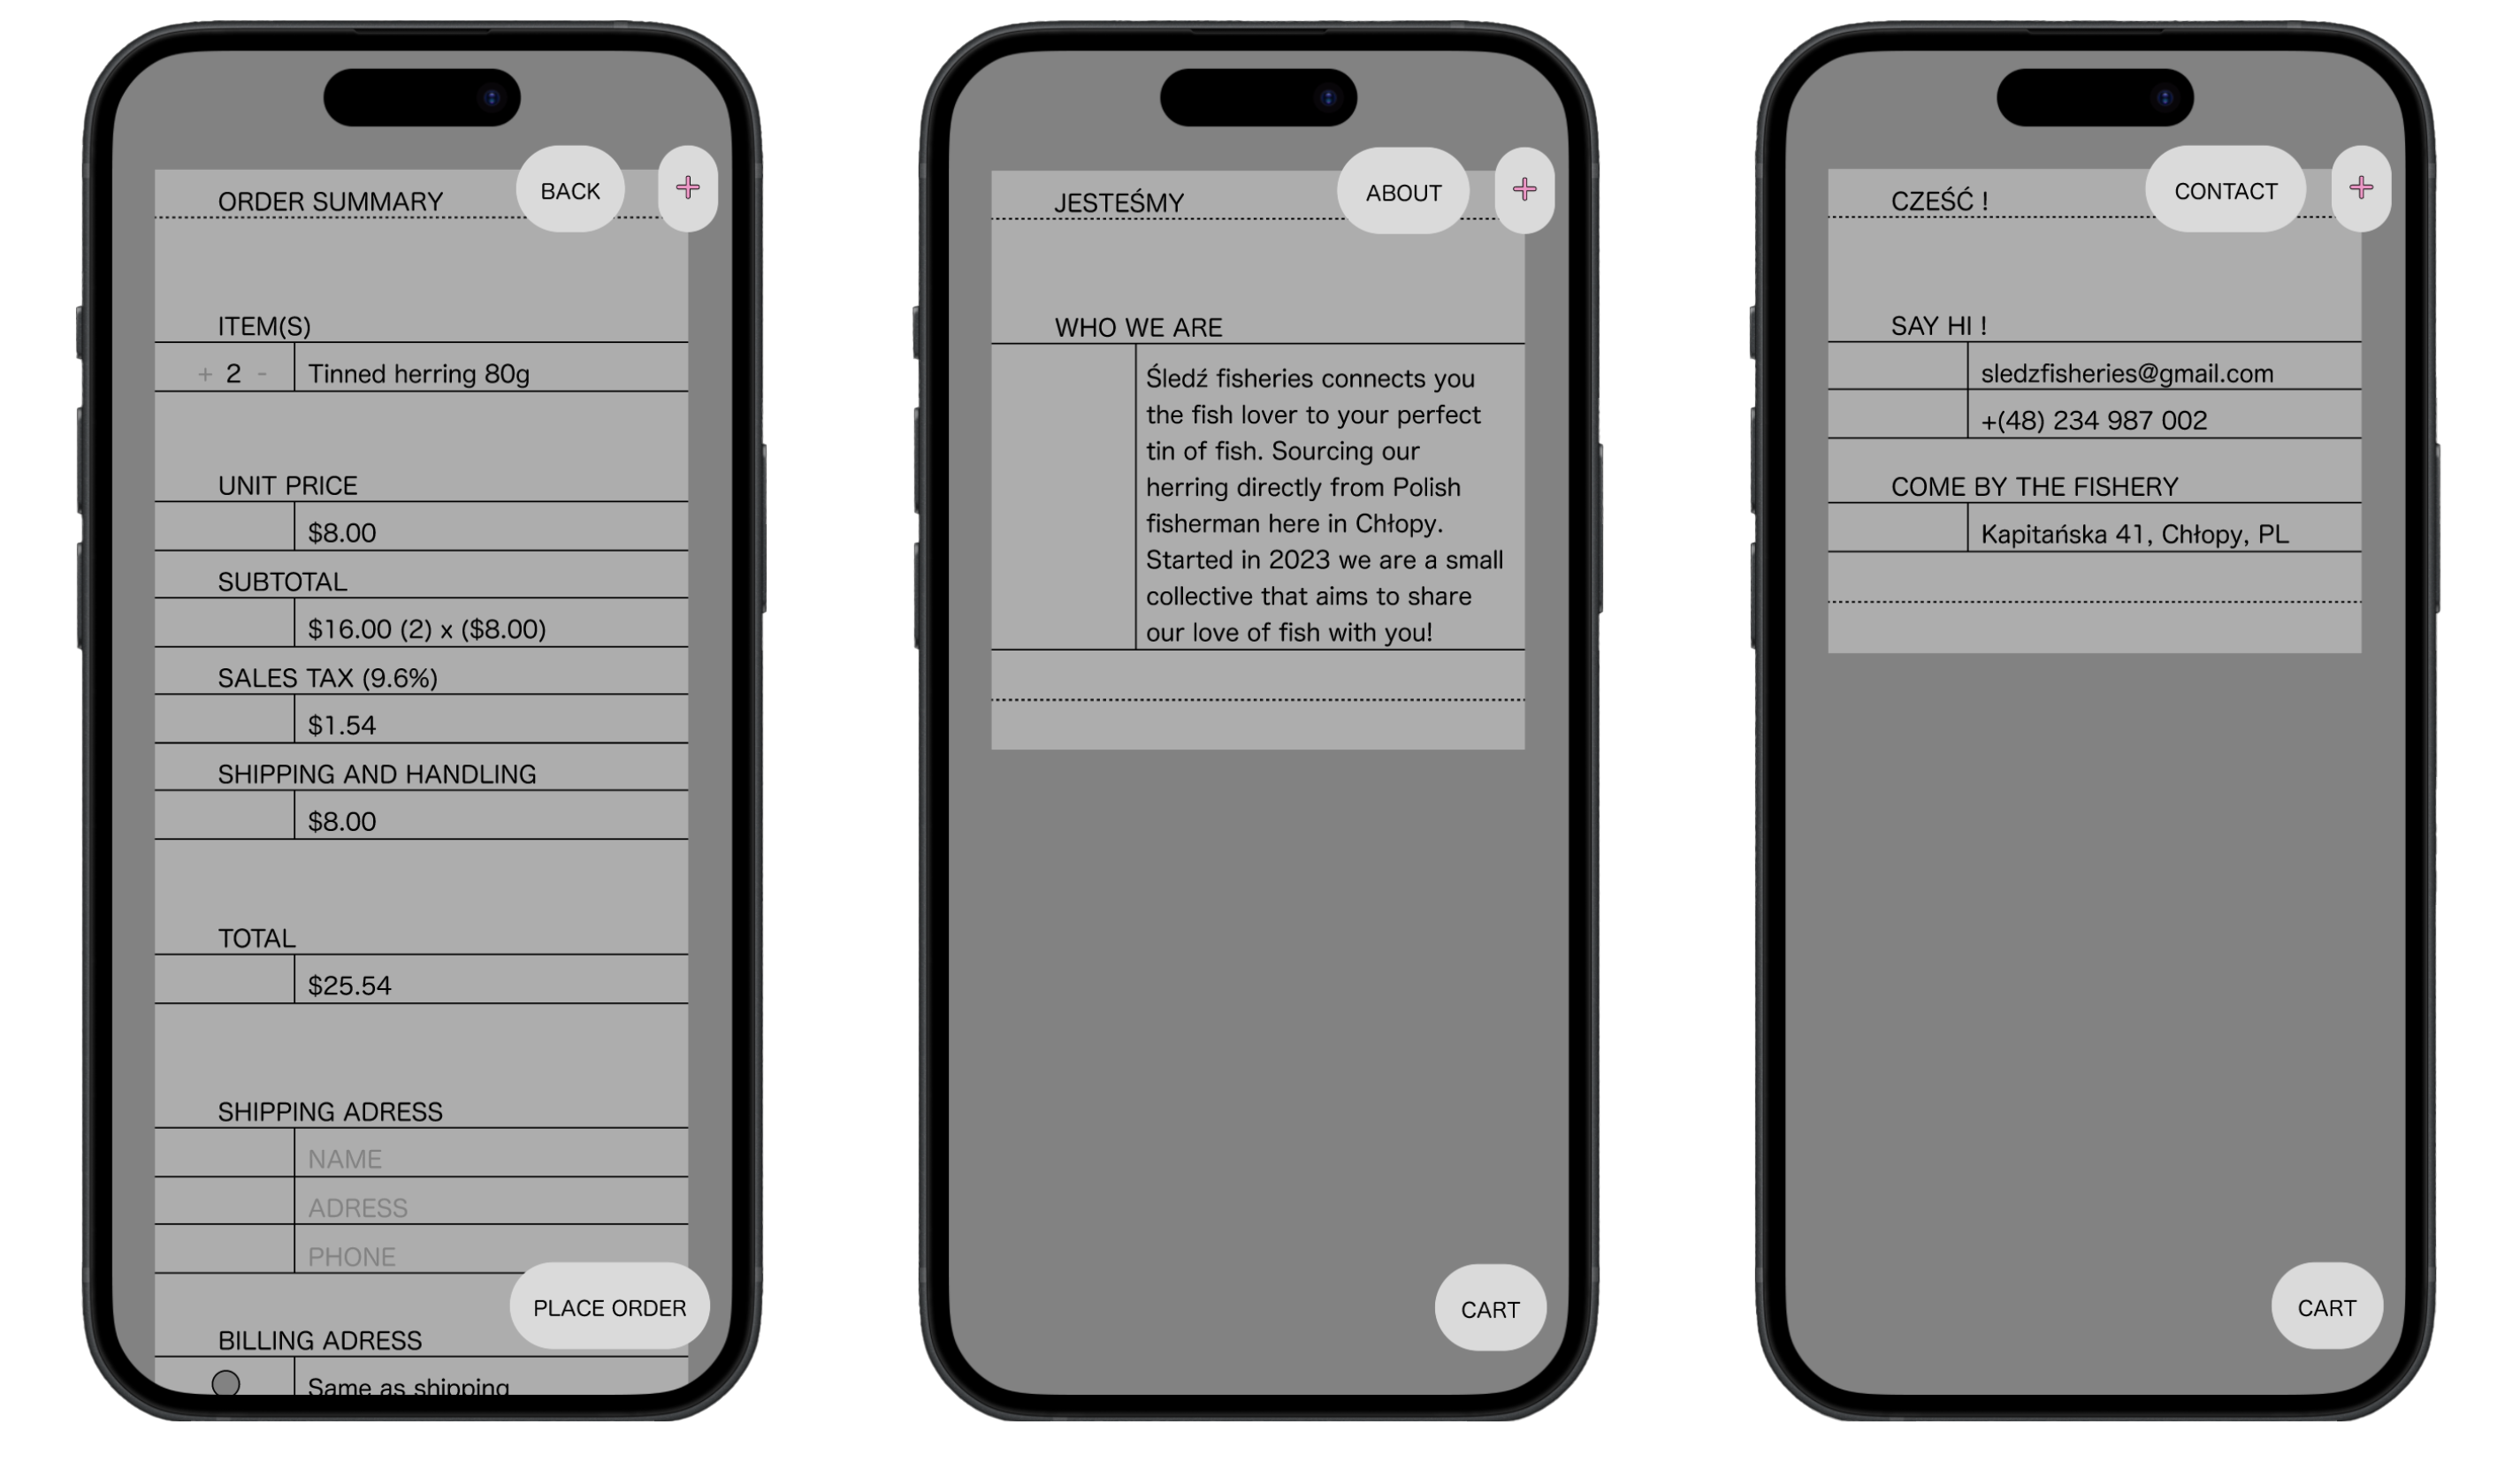 ORDER SUMMARY
BACK
+
ITEM(S)
+ 2 - Tinned herring 80g
UNIT PRICE
$8.00
SUBTOTAL
$16.00 (2) x ($8.00)
SALES TAX (9.6%)
$1.54
SHIPPING AND HANDLING
$8.00
TOTAL
$25.54
SHIPPING ADRESS
NAME
ADRESS
PHONE
PLACE ORDER
BILLING ADRESS
Same as shipping
JESTEŚMY
ABOUT
+
WHO WE ARE
Śledź fisheries connects you
the fish lover to your perfect
tin of fish. Sourcing our
herring directly from Polish
fisherman here in Chłopy.
Started in 2023 we are a small
collective that aims to share
our love of fish with you!
CART
CZEŚĆ !
CONTACT
+
SAY HI !
sledzfisheries@gmail.com
+(48) 234 987 002
COME BY THE FISHERY
Kapitańska 41, Chłopy, PL
CART